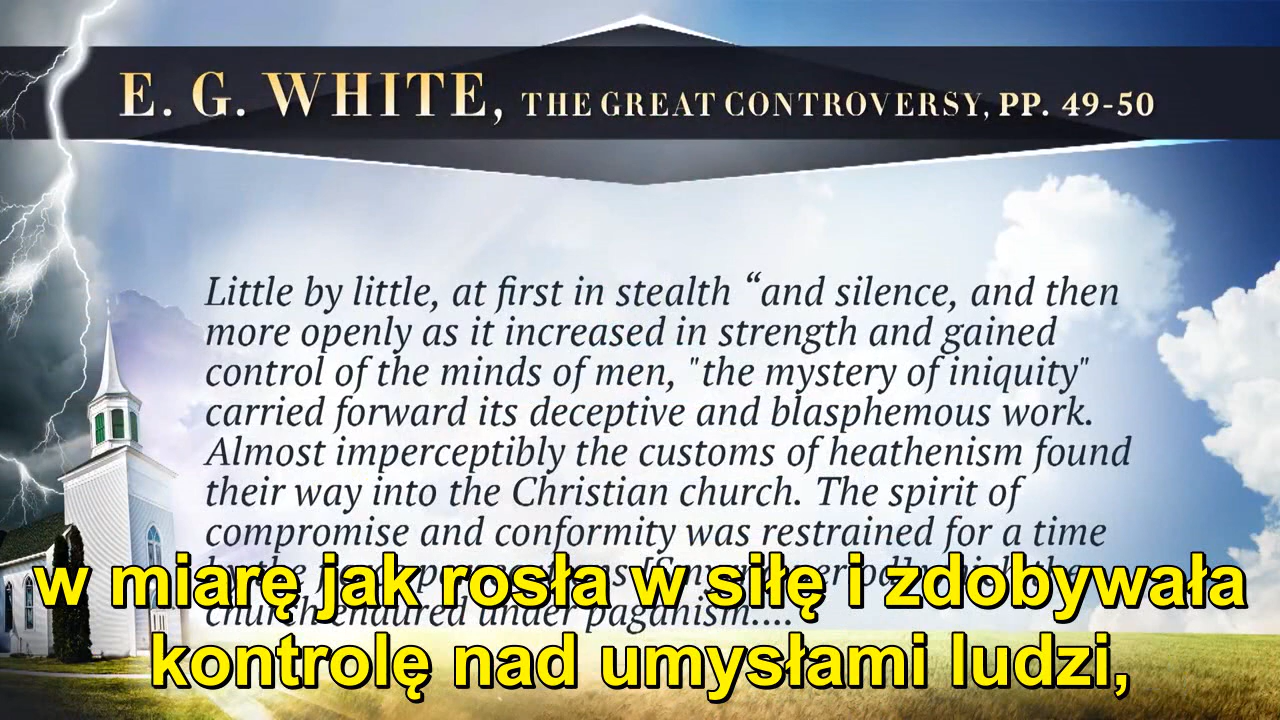 E. G. WHITE, THE GREAT CONTROVERSY, PP. 49-50
Little by little, at first in stealth “and silence, and then
more openly as it increased in strength and gained
control of the minds of men, "the mystery of iniquity"
carried forward its deceptive and blasphemous work.
Almost imperceptibly the customs of heathenism found
their way into the Christian church. The spirit of
compromise and conformity was restrained for a time
by the
church endured under paganism....
w miarę jak rosła w siłę i zdobywała
kontrolę nad umysłami ludzi,